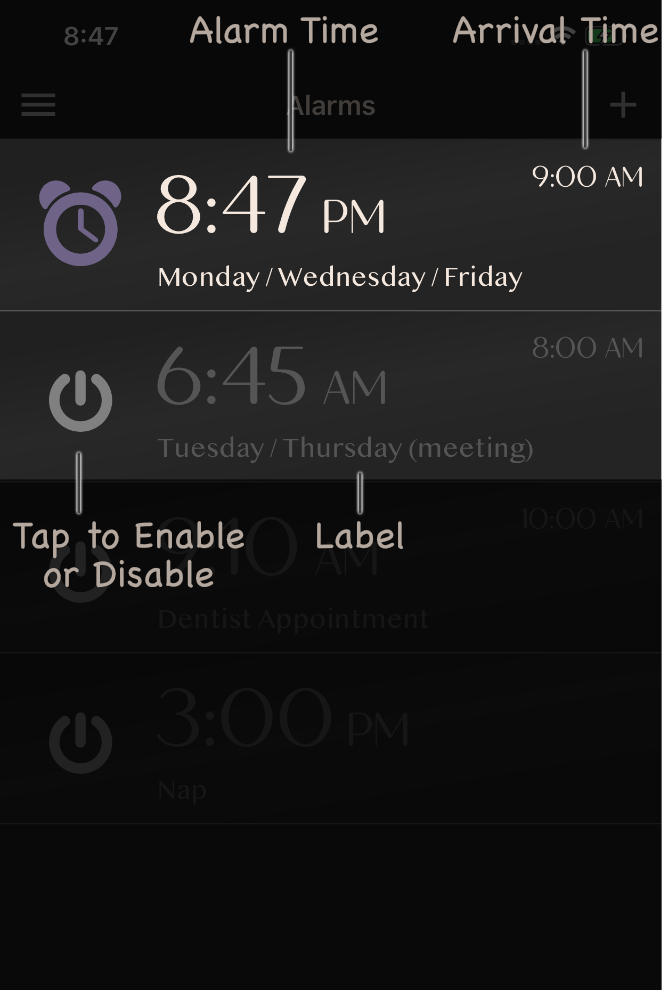 8:47
Alarm Time
Arrival Time
Alarms
8:47 PM
9:00 AM
Monday / Wednesday / Friday
6:45 AM
8:00 AM
Tuesday / Thursday (meeting)
Tap to Enable
or Disable
Label
9:10 AM
10:00 AM
Dentist Appointment
3:00 PM
Nap